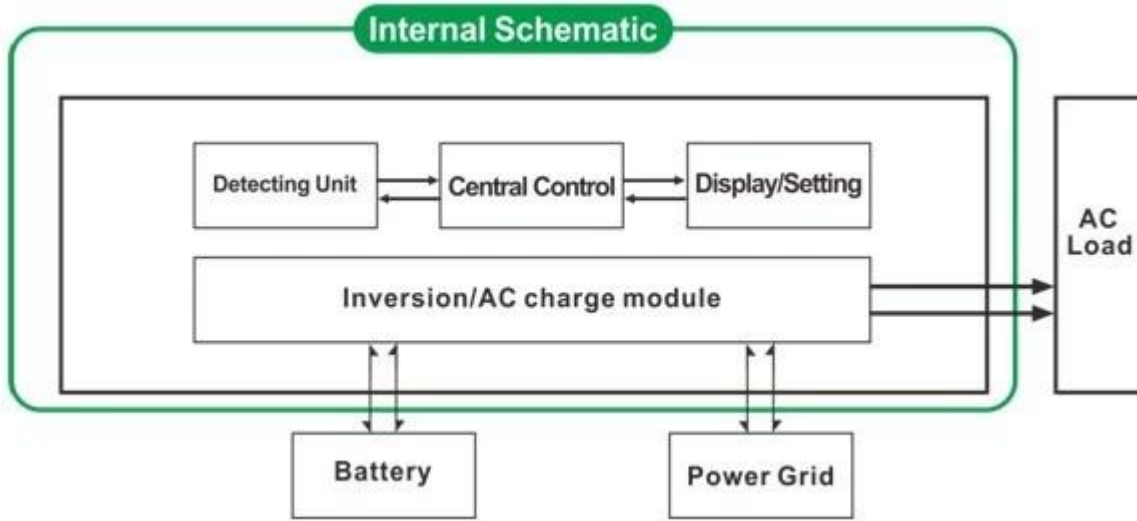 Internal Schematic
Detecting Unit
Central Control
Display/Setting
AC
Load
Inversion/AC charge module
Battery
Power Grid